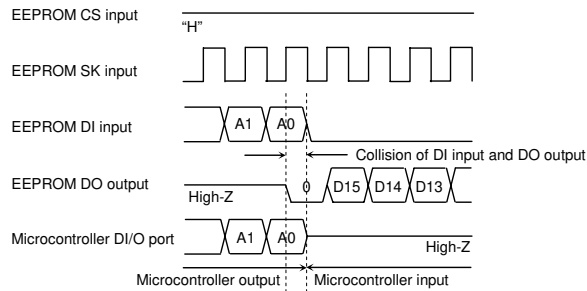 EEPROM CS input
“H”
EEPROM SK input
EEPROM DI input
A1 A0
Collision of DI input and DO output
EEPROM DO output
High-Z
0 D15 D14 D13
Microcontroller DI/O port
A1 A0
High-Z
Microcontroller output Microcontroller input